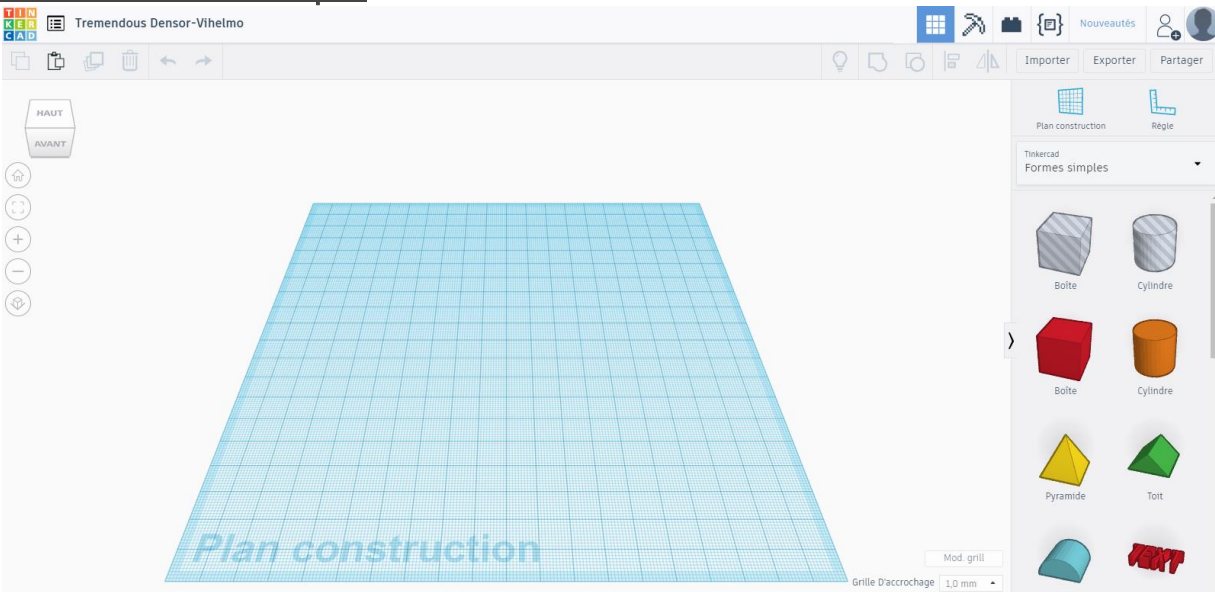 TIN
KER
CAD
Tremendous Densor-Vihelmo
Nouveautés
Importer
Exporter
Partager
HAUT
AVANT
Plan construction
Règle
Tinkercad
Formes simples
Boîte
Cylindre
Boîte
Cylindre
Pyramide
Toit
TEXT
Plan construction
Mod. grill
Grille D'accrochage 1,0 mm